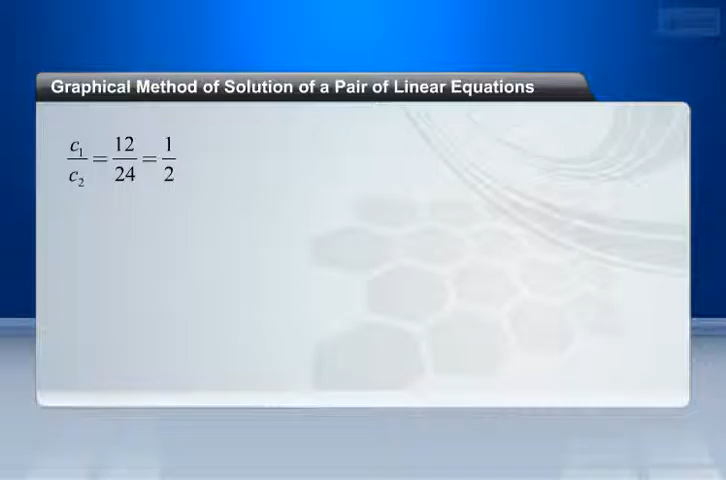 Graphical Method of Solution of a Pair of Linear Equations
c₁/c₂ = 12/24 = 1/2